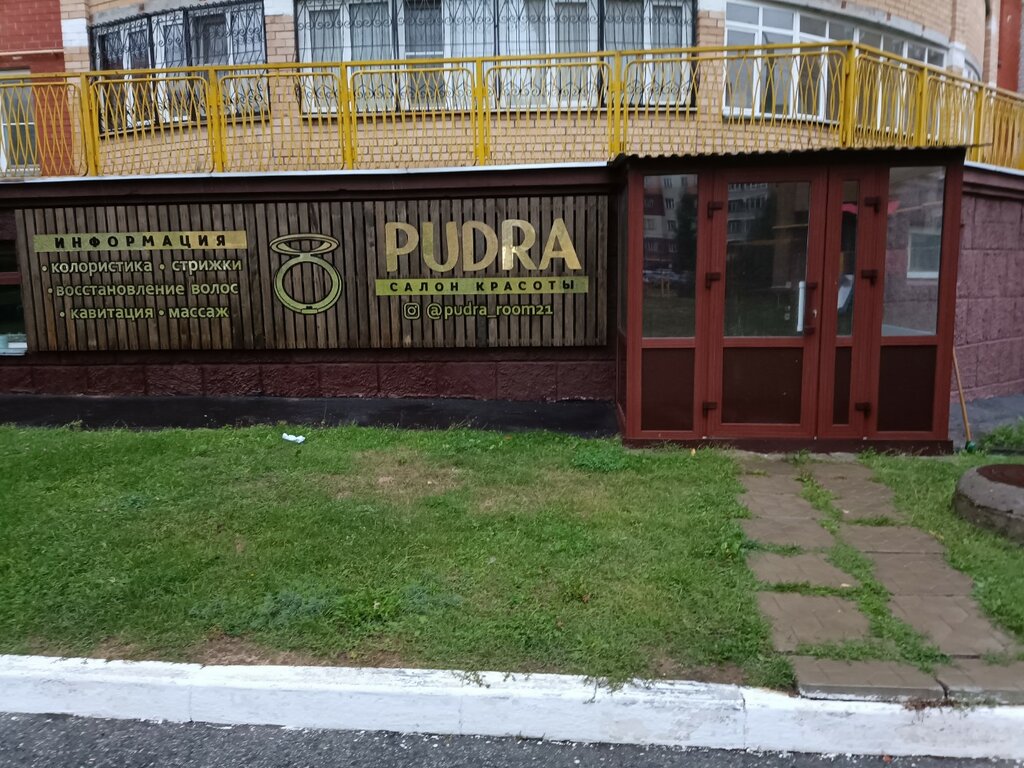 ИНФОРМАЦИЯ
• колористика • стрижки
• восстановление волос
• кавитация • массаж
PUDRA
САЛОН КРАСОТЫ
@pudra_room21